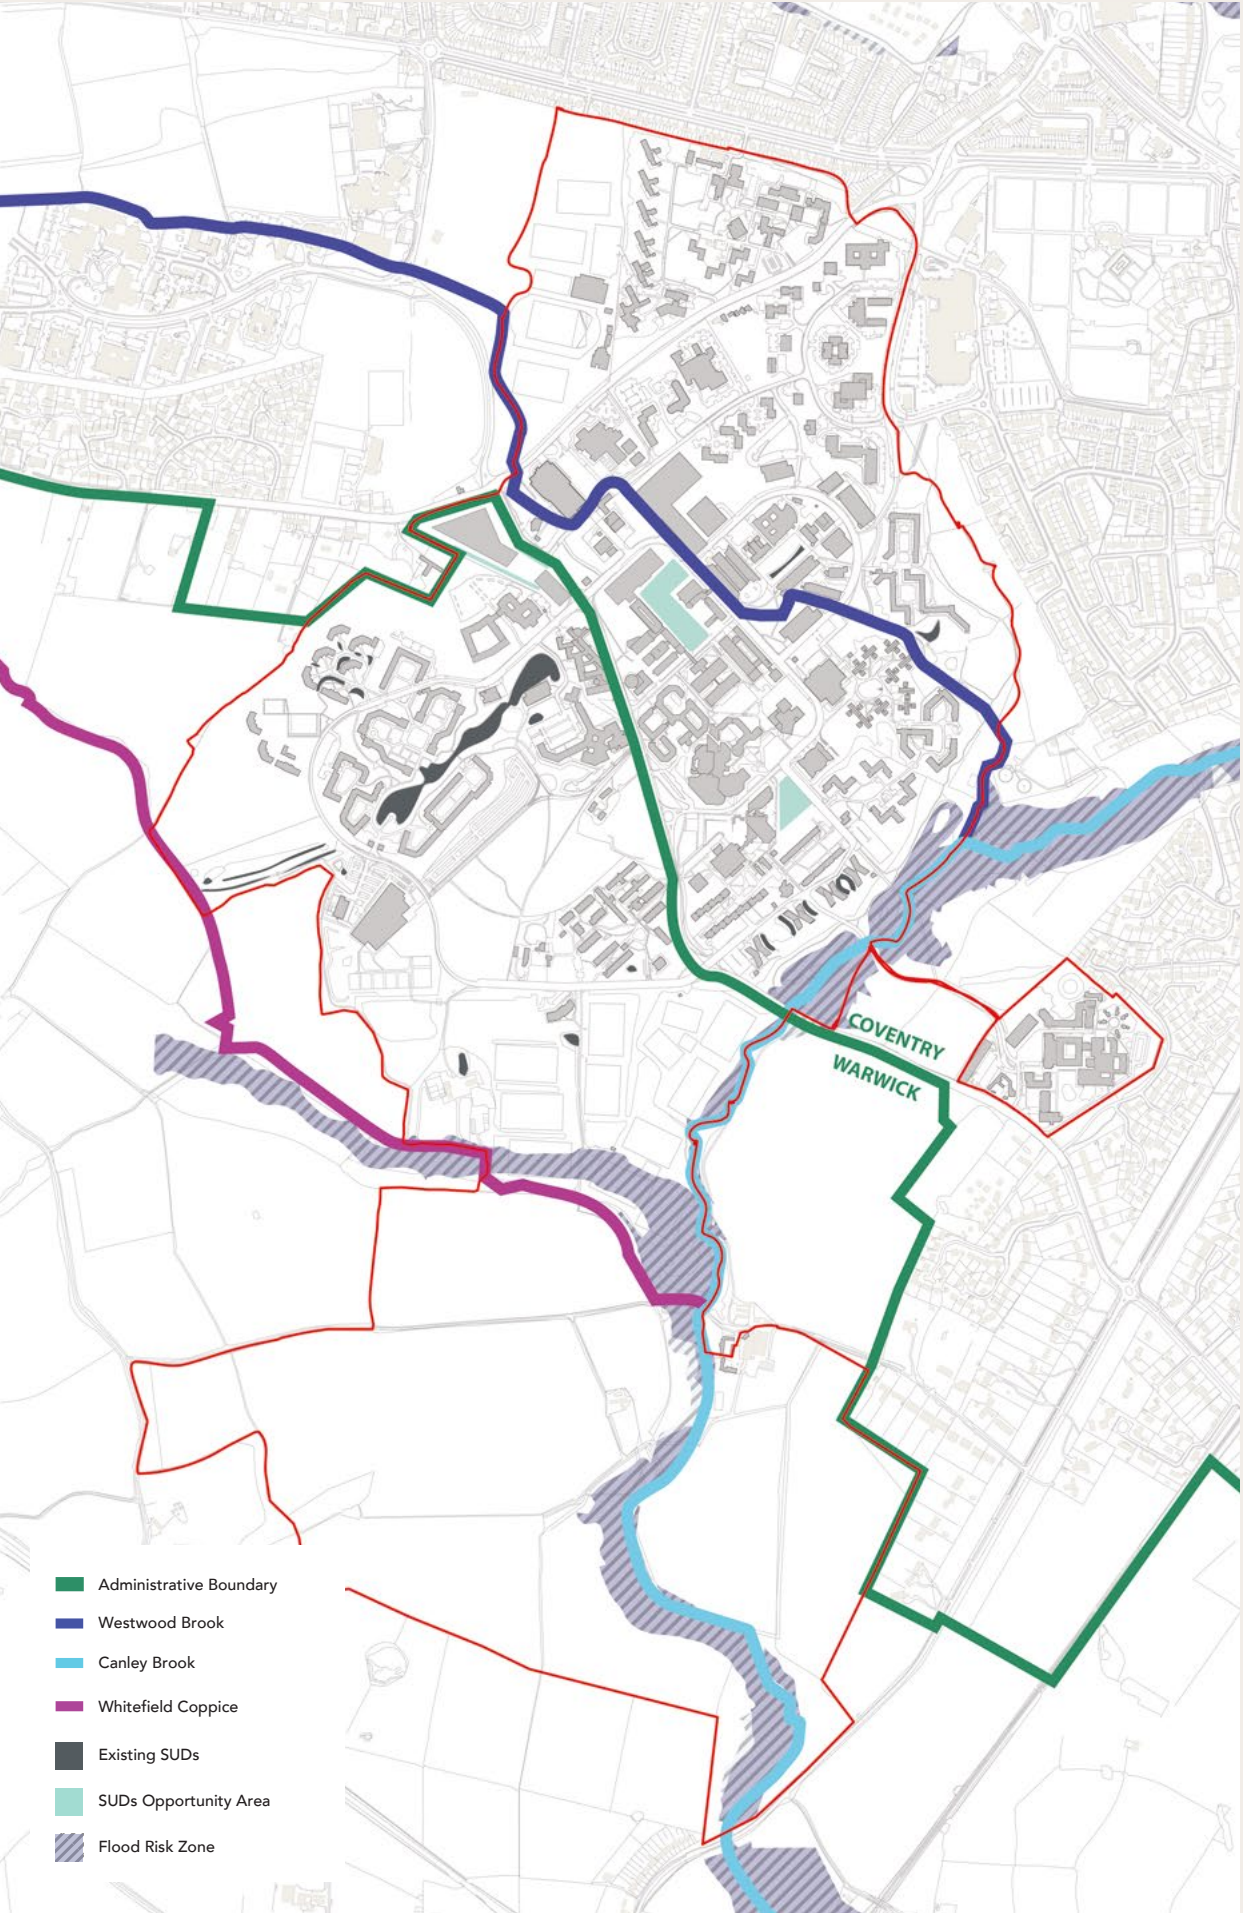 COVENTRY
WARWICK
Administrative Boundary
Westwood Brook
Canley Brook
Whitefield Coppice
Existing SUDs
SUDs Opportunity Area
Flood Risk Zone